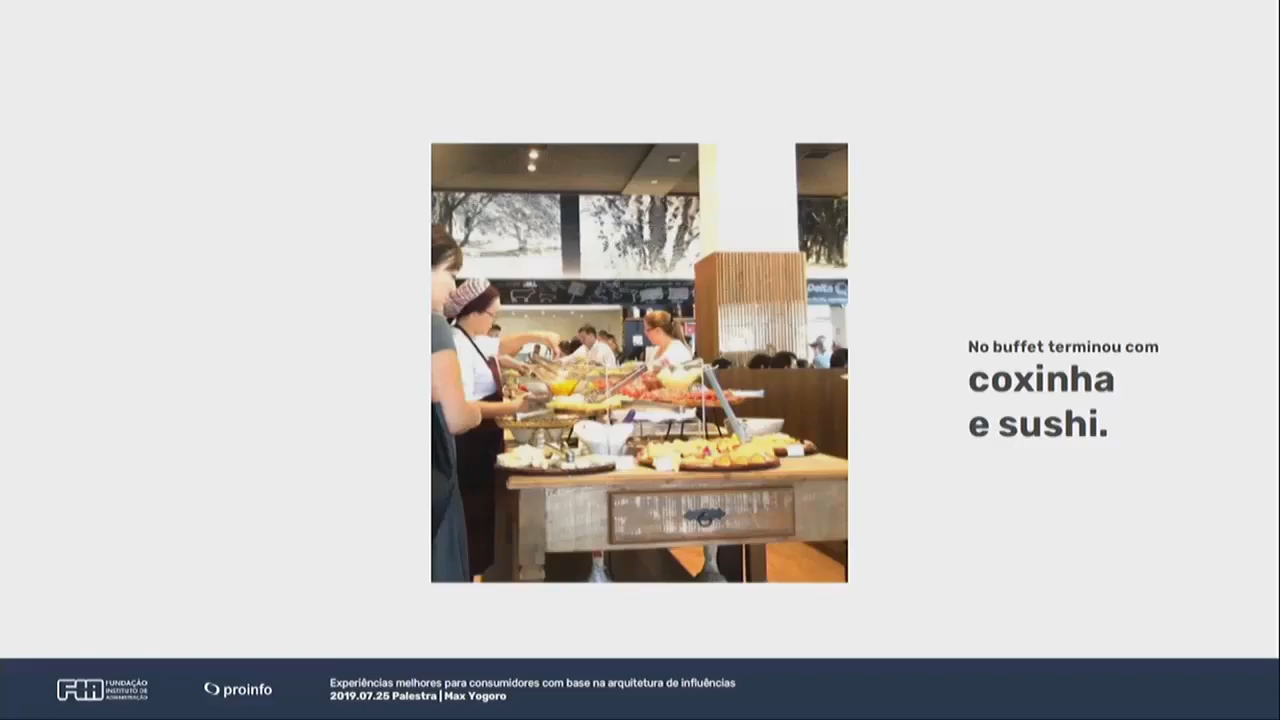 No buffet terminou com
coxinha
e sushi.
Delta
FIA FUNDAÇÃO
INSTITUTO DE
ADMINISTRAÇÃO
proinfo
Experiências melhores para consumidores com base na arquitetura de influências
2019.07.25 Palestra | Max Yogoro